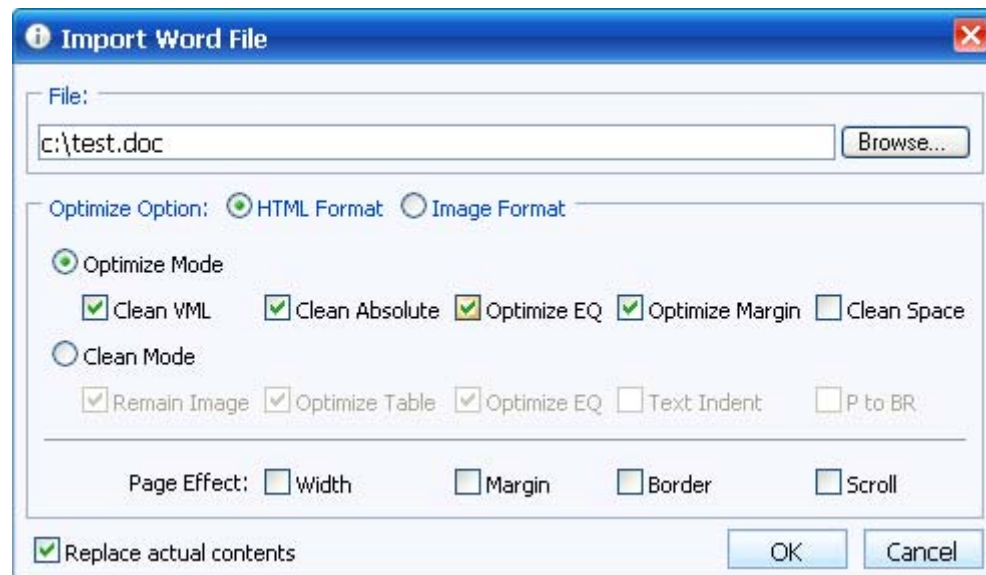 Import Word File
File:
c:\test.doc Browse...
Optimize Option: HTML Format Image Format
Optimize Mode
Clean VML Clean Absolute Optimize EQ Optimize Margin Clean Space
Clean Mode
Remain Image Optimize Table Optimize EQ Text Indent P to BR
Page Effect: Width Margin Border Scroll
Replace actual contents OK Cancel